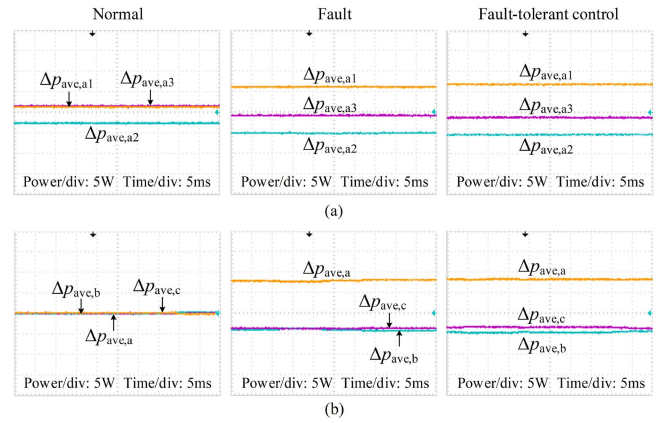 Normal
Fault
Fault-tolerant control
Δp_ave,a1
Δp_ave,a3
Δp_ave,a2
Power/div: 5W Time/div: 5ms
Δp_ave,a1
Δp_ave,a3
Δp_ave,a2
Power/div: 5W Time/div: 5ms
Δp_ave,a1
Δp_ave,a3
Δp_ave,a2
Power/div: 5W Time/div: 5ms
(a)
Δp_ave,b
Δp_ave,c
Δp_ave,a
Power/div: 5W Time/div: 5ms
Δp_ave,a
Δp_ave,c
Δp_ave,b
Power/div: 5W Time/div: 5ms
Δp_ave,a
Δp_ave,c
Δp_ave,b
Power/div: 5W Time/div: 5ms
(b)